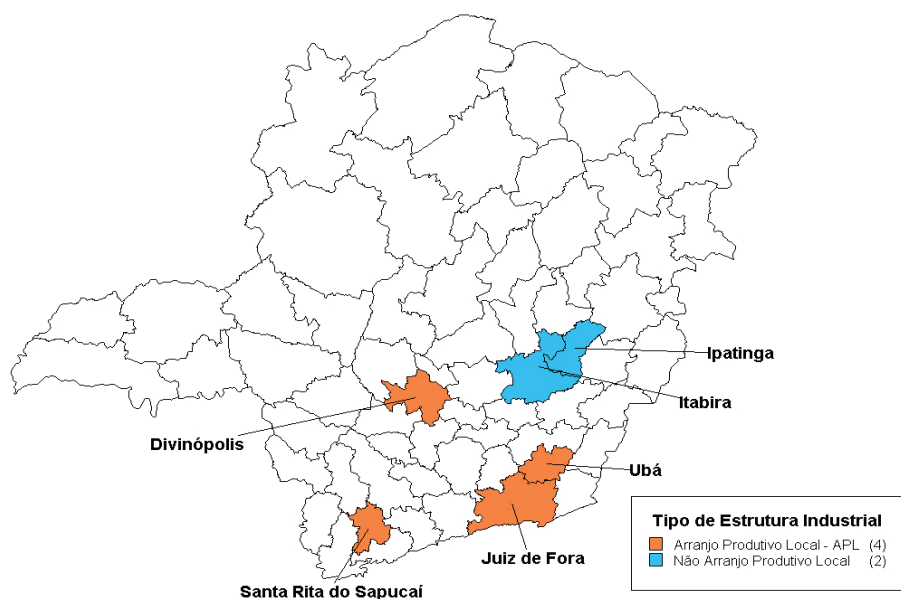 Ipatinga
Itabira
Divinópolis
Ubá
Juiz de Fora
Santa Rita do Sapucaí
Tipo de Estrutura Industrial
Arranjo Produtivo Local - APL (4)
Não Arranjo Produtivo Local (2)